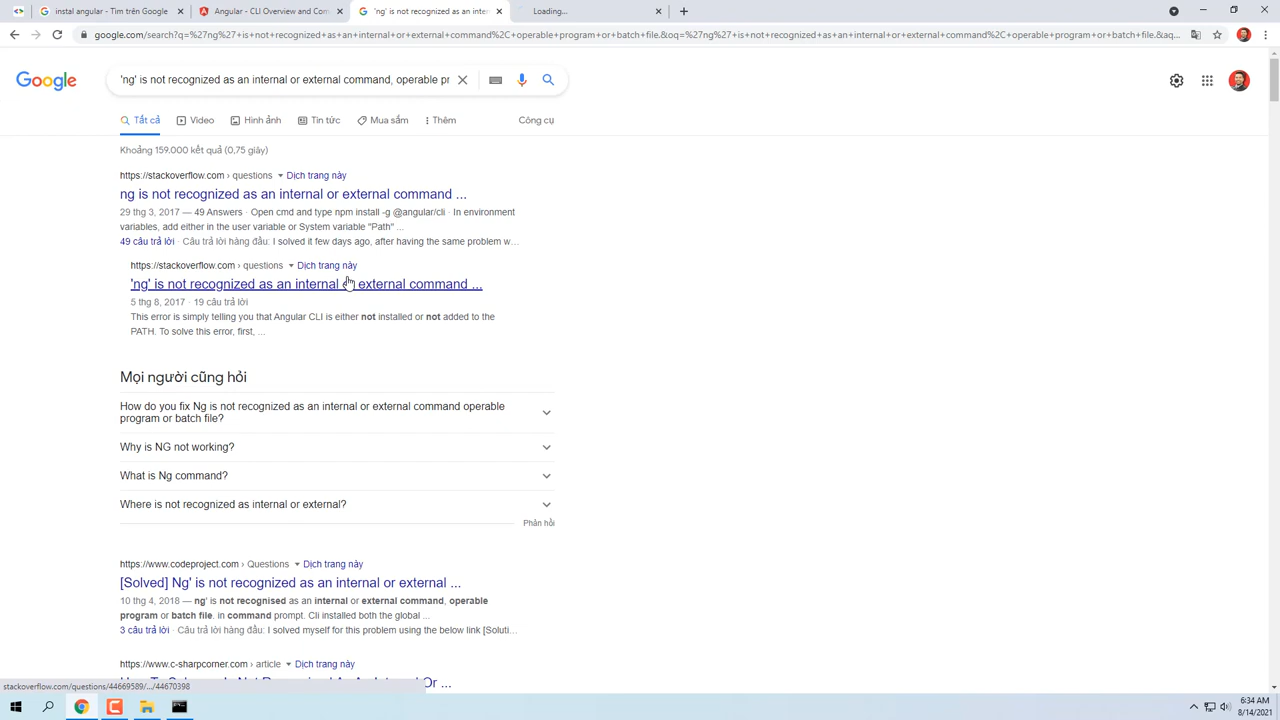 instal angular - Tìm trên Google
Angular - CLI Overview and Com
'ng' is not recognized as an inter
Loading...
google.com/search?q=%27ng%27+is+not+recognized+as+an+internal+or+external+command%2C+operable+program+or+batch+file.&oq=%27ng%27+is+not+recognized+as+an+internal+or+external+command%2C+operable+program+or+batch+file.&aq...
Google
'ng' is not recognized as an internal or external command, operable pr
Tất cả
Video
Hình ảnh
Tin tức
Mua sắm
Thêm
Công cụ
Khoảng 159.000 kết quả (0,75 giây)
https://stackoverflow.com › questions Dịch trang này
ng is not recognized as an internal or external command ...
29 thg 3, 2017 — 49 Answers · Open cmd and type npm install -g @angular/cli · In environment
variables, add either in the user variable or System variable "Path" ...
49 câu trả lời · Câu trả lời hàng đầu: I solved it few days ago, after having the same problem w...
https://stackoverflow.com › questions Dịch trang này
'ng' is not recognized as an internal or external command ...
5 thg 8, 2017 · 19 câu trả lời
This error is simply telling you that Angular CLI is either not installed or not added to the
PATH. To solve this error, first, ...
Mọi người cũng hỏi
How do you fix Ng is not recognized as an internal or external command operable
program or batch file?
Why is NG not working?
What is Ng command?
Where is not recognized as internal or external?
Phản hồi
https://www.codeproject.com › Questions Dịch trang này
[Solved] Ng' is not recognized as an internal or external ...
10 thg 4, 2018 — ng' is not recognised as an internal or external command, operable
program or batch file. in command prompt. Cli installed both the global ...
3 câu trả lời · Câu trả lời hàng đầu: I solved myself for this problem using the below link [Soluti...
https://www.c-sharpcorner.com › article Dịch trang này
Or ...
stackoverflow.com/questions/44669589/.../44670398
6:34 AM
8/14/2021